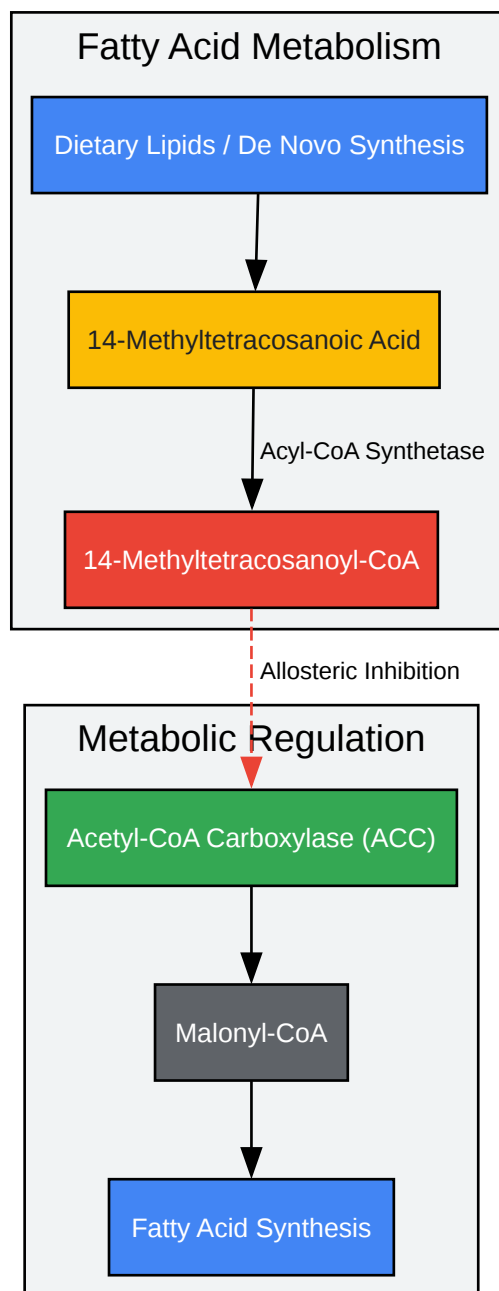 Fatty Acid Metabolism
Dietary Lipids / De Novo Synthesis
14-Methyltetracosanoic Acid
Acyl-CoA Synthetase
14-Methyltetracosanoyl-CoA
Allosteric Inhibition
Metabolic Regulation
Acetyl-CoA Carboxylase (ACC)
Malonyl-CoA
Fatty Acid Synthesis